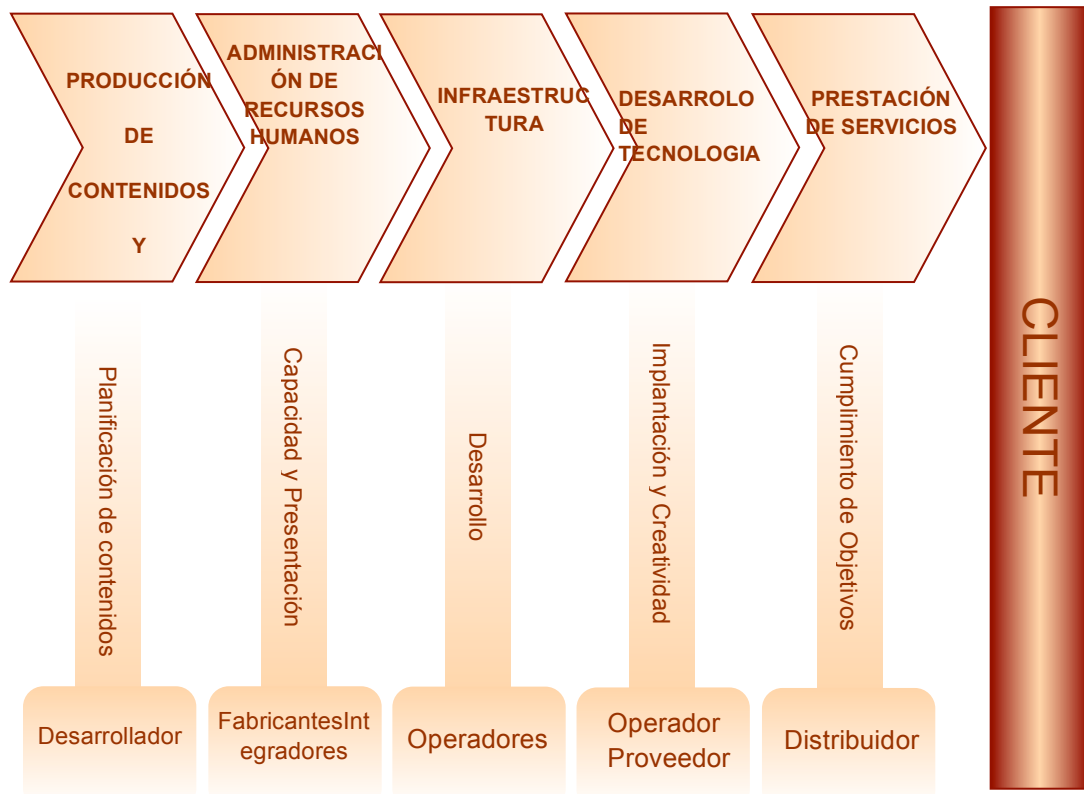 PRODUCCIÓN
DE
CONTENIDOS
Y
ADMINISTRACI
ÓN DE
RECURSOS
HUMANOS
INFRAESTRUC
TURA
DESARROLO
DE
TECNOLOGIA
PRESTACIÓN
DE SERVICIOS
Planificación de contenidos
Capacidad y Presentación
Desarrollo
Implantación y Creatividad
Cumplimiento de Objetivos
CLIENTE
Desarrollador
FabricantesInt
egradores
Operadores
Operador
Proveedor
Distribuidor